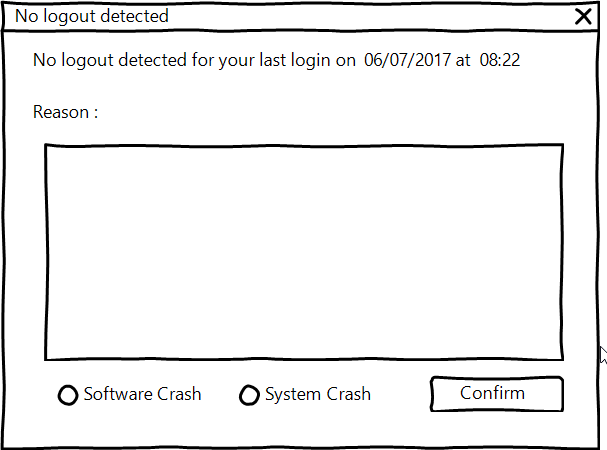 No logout detected
No logout detected for your last login on 06/07/2017 at 08:22
Reason :
Software Crash System Crash Confirm